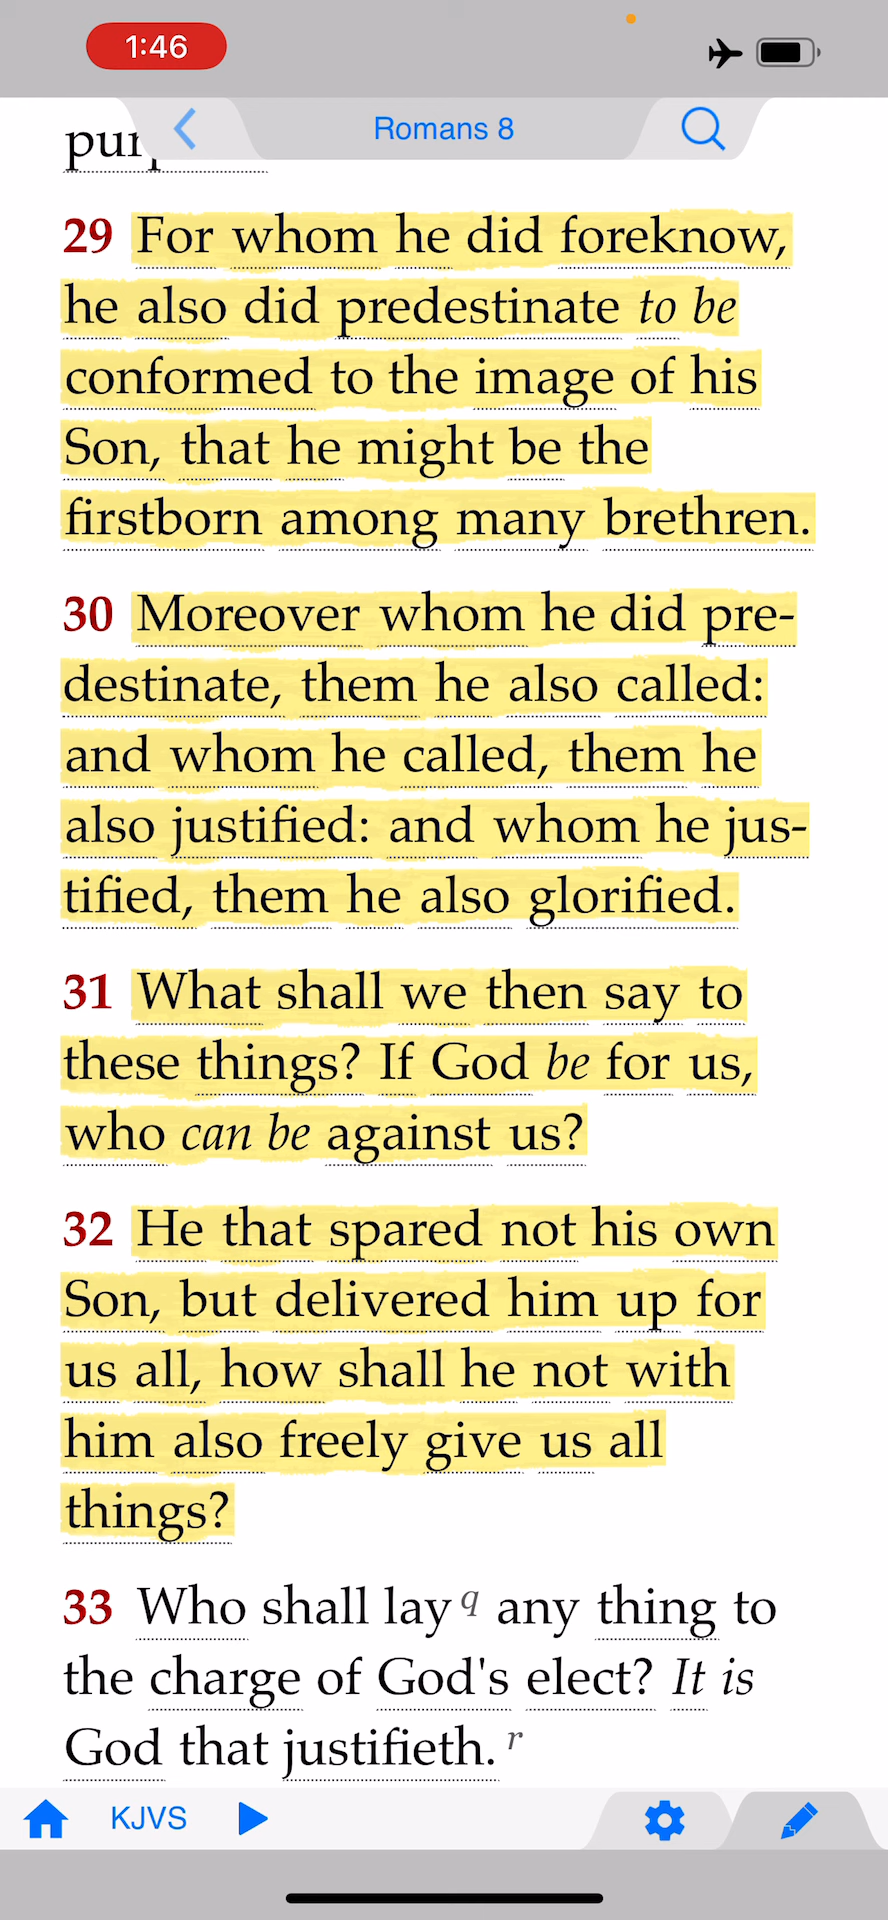 1:46
Romans 8
29 For whom he did foreknow,
he also did predestinate to be
conformed to the image of his
Son, that he might be the
firstborn among many brethren.
30 Moreover whom he did pre-
destinate, them he also called:
and whom he called, them he
also justified: and whom he jus-
tified, them he also glorified.
31 What shall we then say to
these things? If God be for us,
who can be against us?
32 He that spared not his own
Son, but delivered him up for
us all, how shall he not with
him also freely give us all
things?
33 Who shall lay q any thing to
the charge of God's elect? It is
God that justifieth. r
KJVS